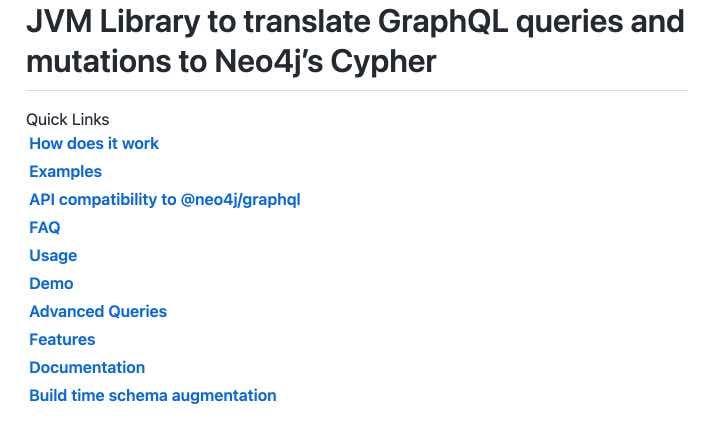 JVM Library to translate GraphQL queries and
mutations to Neo4j’s Cypher
Quick Links
How does it work
Examples
API compatibility to @neo4j/graphql
FAQ
Usage
Demo
Advanced Queries
Features
Documentation
Build time schema augmentation